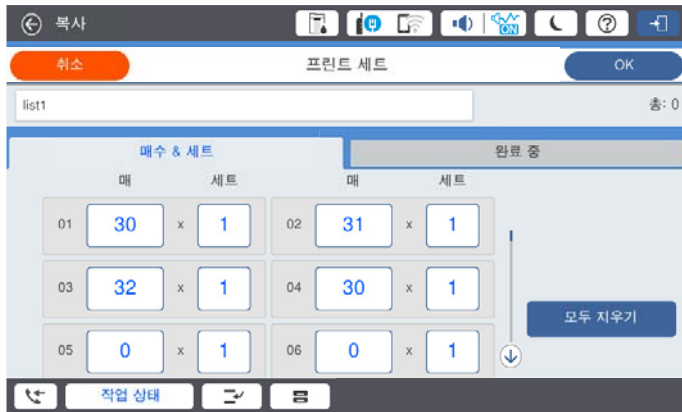 복사
ON
취소 프린트 세트 OK
list1 총: 0
매수 & 세트 완료 중
매 세트 매 세트
01 30 x 1 02 31 x 1
03 32 x 1 04 30 x 1
모두 지우기
05 0 x 1 06 0 x 1
작업 상태